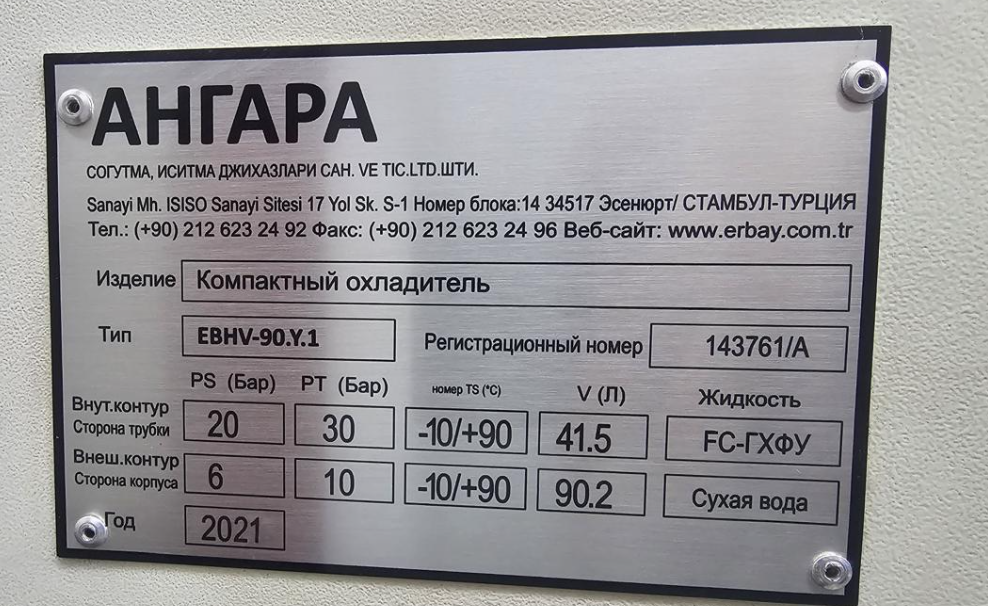 АНГАРА
СОГУТМА, ИСИТМА ДЖИХАЗЛАРИ САН. VE TIC.LTD.ШТИ.
Sanayi Mh. ISISO Sanayi Sitesi 17 Yol Sk. S-1 Номер блока:14 34517 Эсенюрт/ СТАМБУЛ-ТУРЦИЯ
Тел.: (+90) 212 623 24 92 Факс: (+90) 212 623 24 96 Веб-сайт: www.erbay.com.tr
Изделие Компактный охладитель
Тип EBHV-90.Y.1 Регистрационный номер 143761/A
PS (Бар) PT (Бар) номер TS (°C) V (Л) Жидкость
Внут.контур
Сторона трубки 20 30 -10/+90 41.5 FC-ГХФУ
Внеш.контур
Сторона корпуса 6 10 -10/+90 90.2 Сухая вода
Год 2021